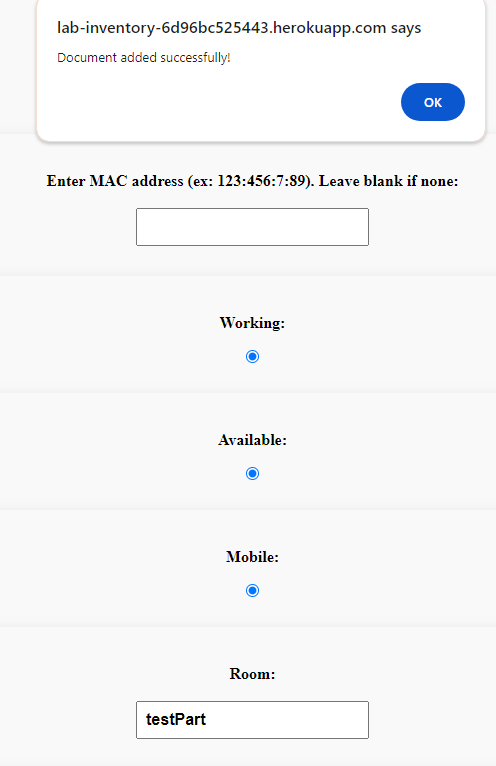 lab-inventory-6d96bc525443.herokuapp.com says
Document added successfully!
OK
Enter MAC address (ex: 123:456:7:89). Leave blank if none:
Working:
Available:
Mobile:
Room:
testPart